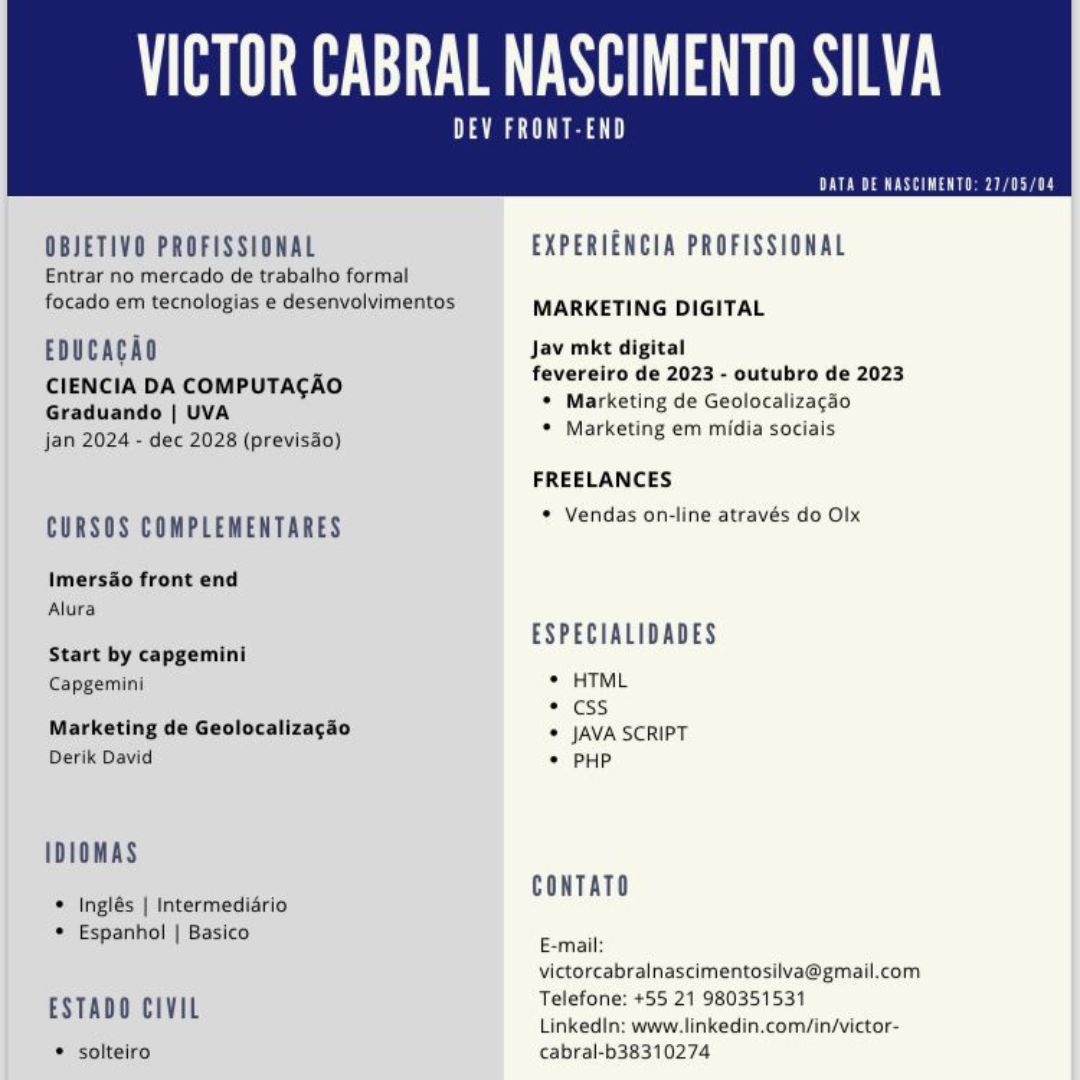 VICTOR CABRAL NASCIMENTO SILVA
DEV FRONT-END
DATA DE NASCIMENTO: 27/05/04
OBJETIVO PROFISSIONAL
Entrar no mercado de trabalho formal
focado em tecnologias e desenvolvimentos
EDUCAÇÃO
CIENCIA DA COMPUTAÇÃO
Graduando | UVA
jan 2024 - dec 2028 (previsão)
CURSOS COMPLEMENTARES
Imersão front end
Alura
Start by capgemini
Capgemini
Marketing de Geolocalização
Derik David
IDIOMAS
• Inglês | Intermediário
• Espanhol | Basico
ESTADO CIVIL
• solteiro
EXPERIÊNCIA PROFISSIONAL
MARKETING DIGITAL
Jav mkt digital
fevereiro de 2023 - outubro de 2023
• Marketing de Geolocalização
• Marketing em mídia sociais
FREELANCES
• Vendas on-line através do Olx
ESPECIALIDADES
• HTML
• CSS
• JAVA SCRIPT
• PHP
CONTATO
E-mail:
victorcabralnascimentosilva@gmail.com
Telefone: +55 21 980351531
Linkedln: www.linkedin.com/in/victor-
cabral-b38310274